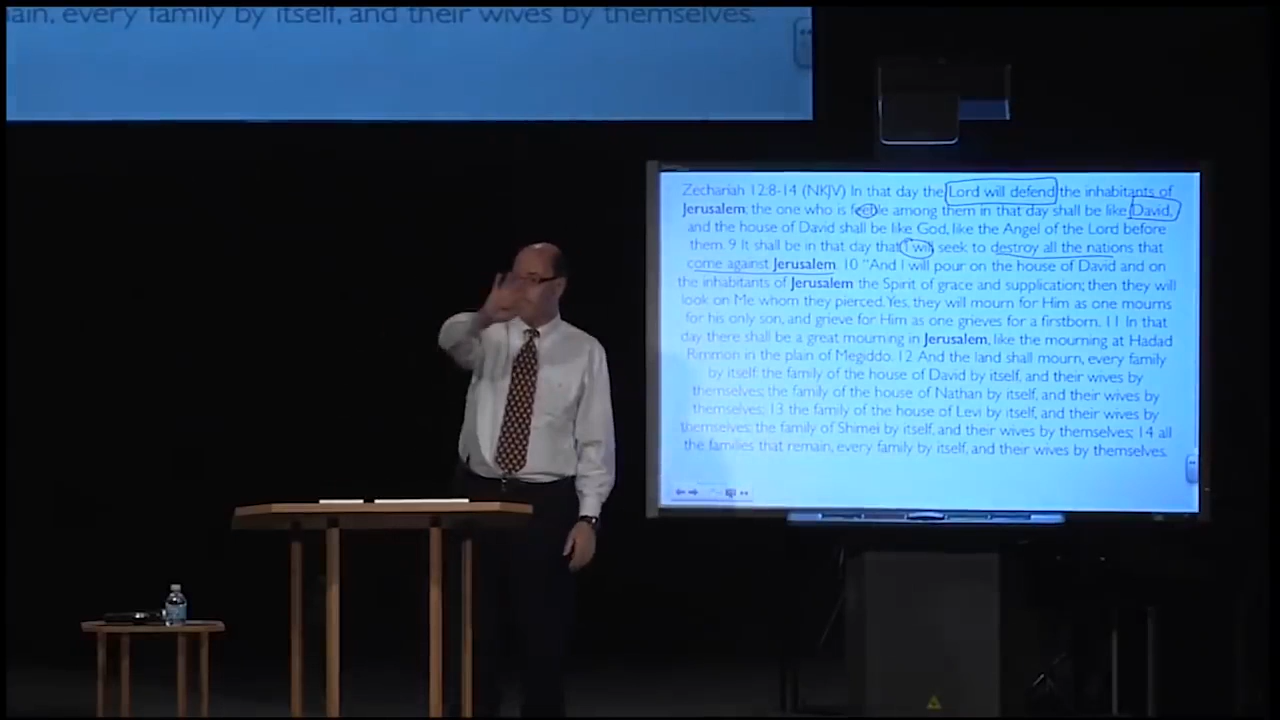 ain, every family by itself, and their wives by themselves.
Zechariah 12:8-14 (NKJV) In that day the Lord will defend the inhabitants of
Jerusalem; the one who is feeble among them in that day shall be like David,
and the house of David shall be like God, like the Angel of the Lord before
them. 9 It shall be in that day that I will seek to destroy all the nations that
come against Jerusalem. 10 "And I will pour on the house of David and on
the inhabitants of Jerusalem the Spirit of grace and supplication; then they will
look on Me whom they pierced. Yes, they will mourn for Him as one mourns
for his only son, and grieve for Him as one grieves for a firstborn. 11 In that
day there shall be a great mourning in Jerusalem, like the mourning at Hadad
Rimmon in the plain of Megiddo. 12 And the land shall mourn, every family
by itself: the family of the house of David by itself, and their wives by
themselves; the family of the house of Nathan by itself, and their wives by
themselves; 13 the family of the house of Levi by itself, and their wives by
themselves; the family of Shimei by itself, and their wives by themselves; 14 all
the families that remain, every family by itself, and their wives by themselves.